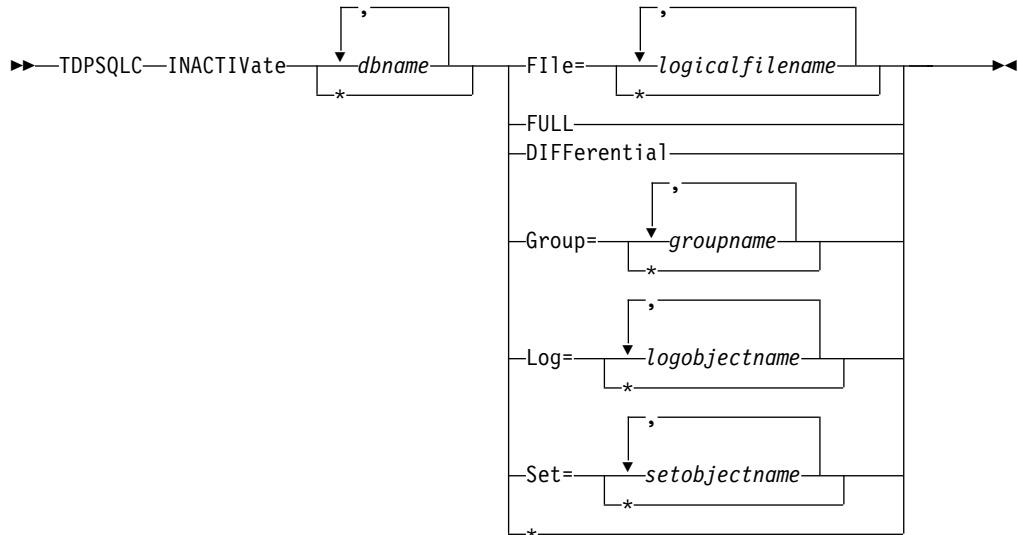 , ,
TDPSQLC INACTIVate dbname FIle= logicalfilename
* *
FULL
DIFFerential
,
Group= groupname
*
,
Log= logobjectname
*
,
Set= setobjectname
*
*